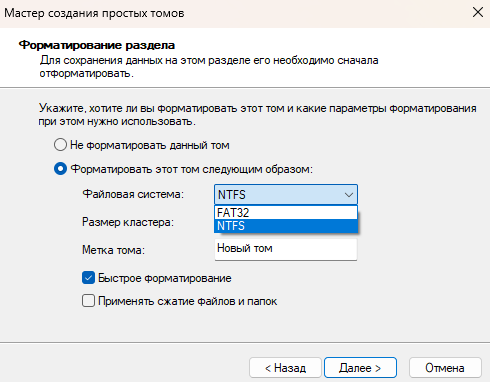 Мастер создания простых томов
Форматирование раздела
Для сохранения данных на этом разделе его необходимо сначала
отформатировать.
Укажите, хотите ли вы форматировать этот том и какие параметры форматирования
при этом нужно использовать.
Не форматировать данный том
Форматировать этот том следующим образом:
Файловая система:
NTFS
FAT32
NTFS
Размер кластера:
Метка тома:
Новый том
Быстрое форматирование
Применять сжатие файлов и папок
< Назад
Далее >
Отмена